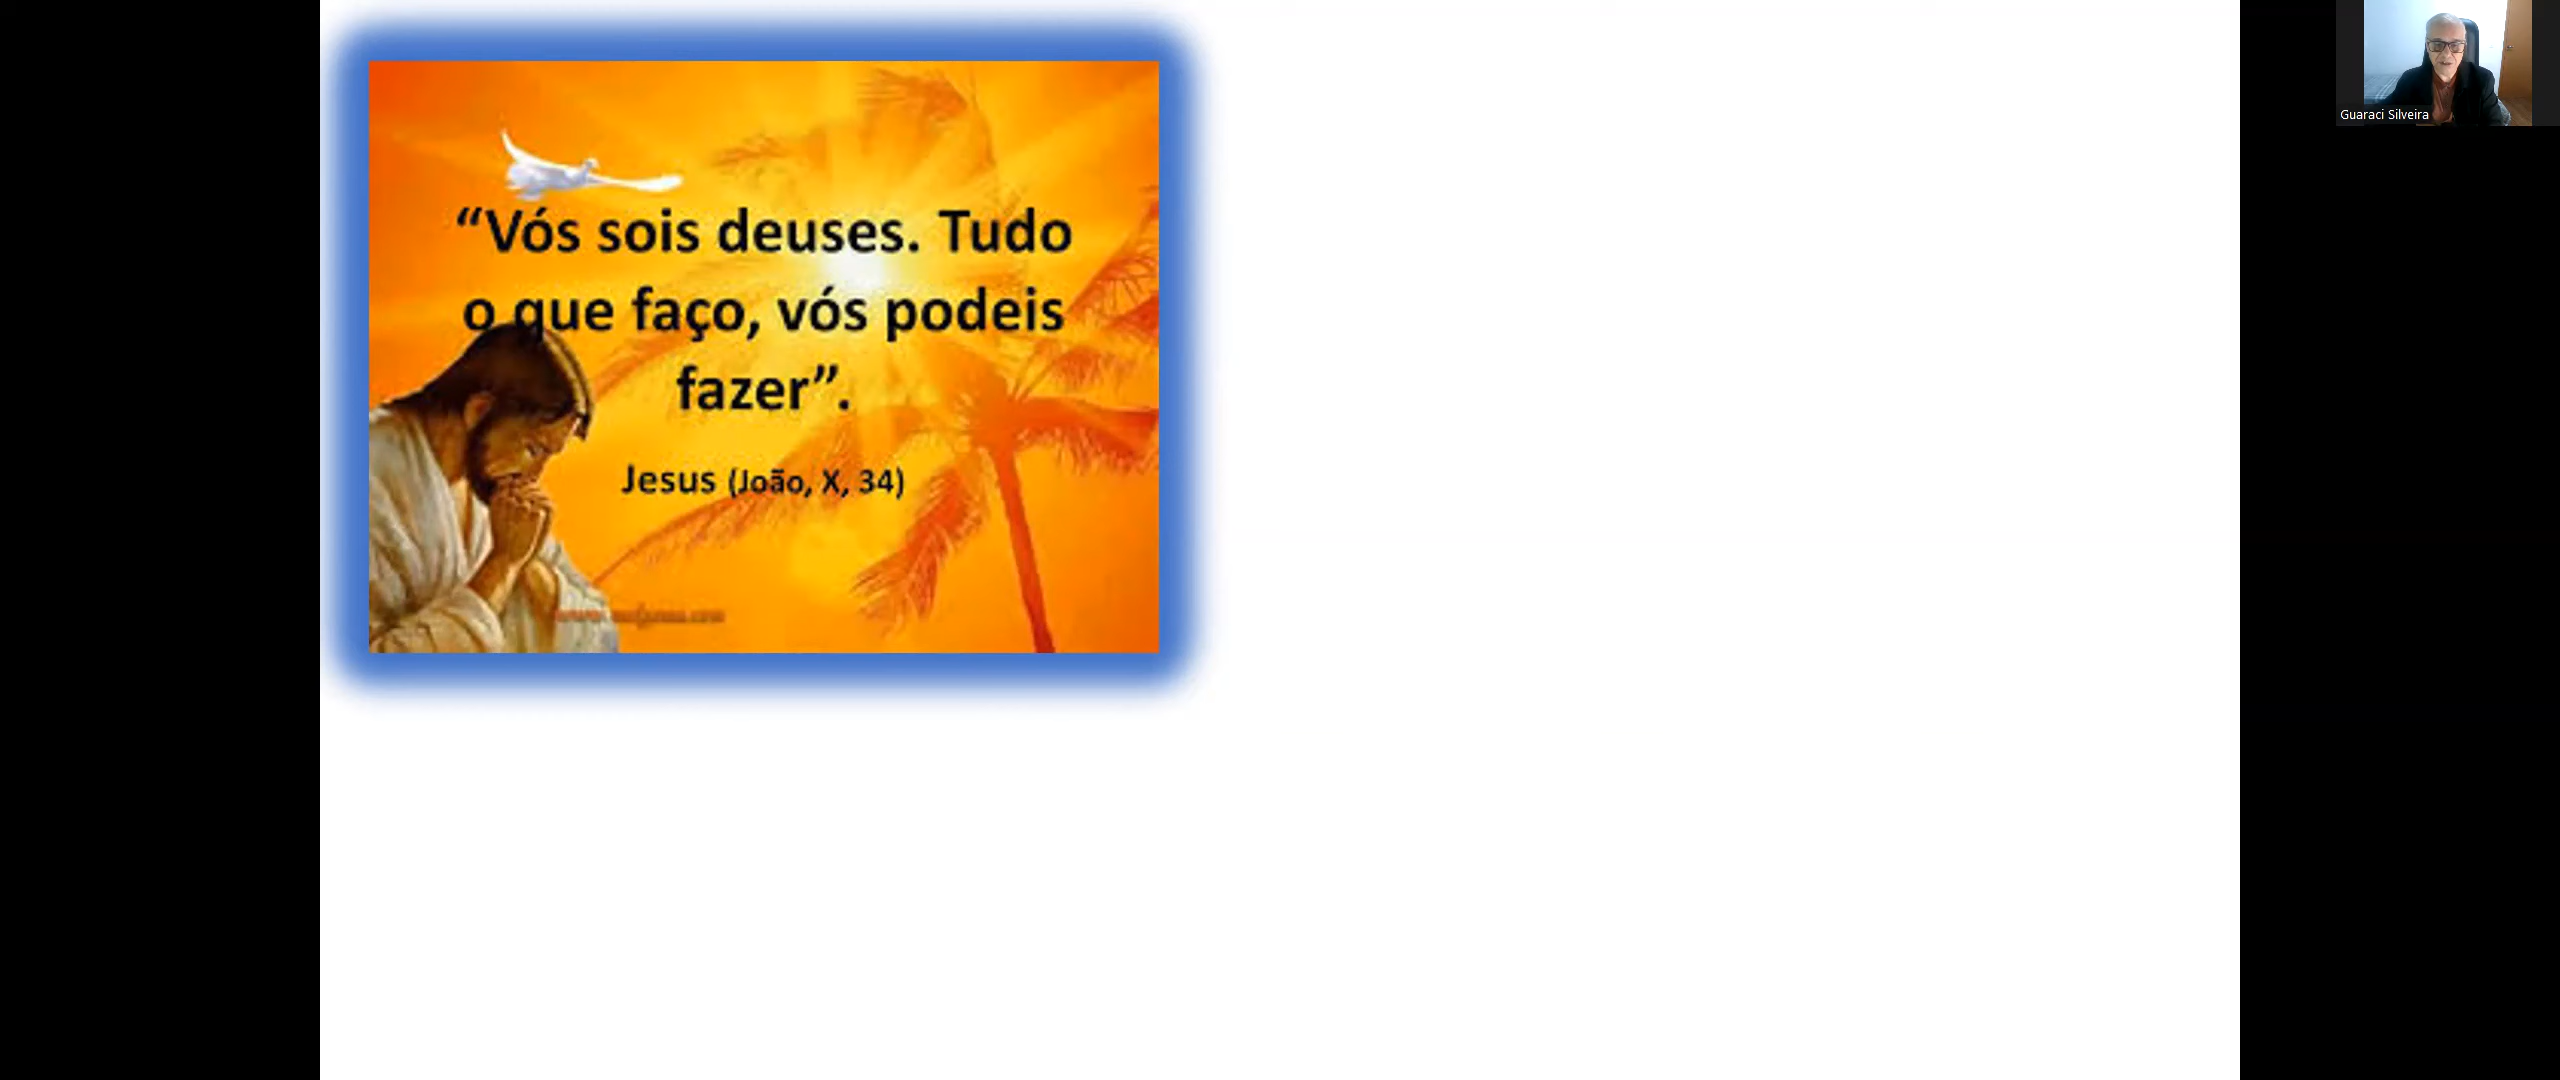 “Vós sois deuses. Tudo
o que faço, vós podeis
fazer”.
Jesus (João, X, 34)
Guaraci Silveira